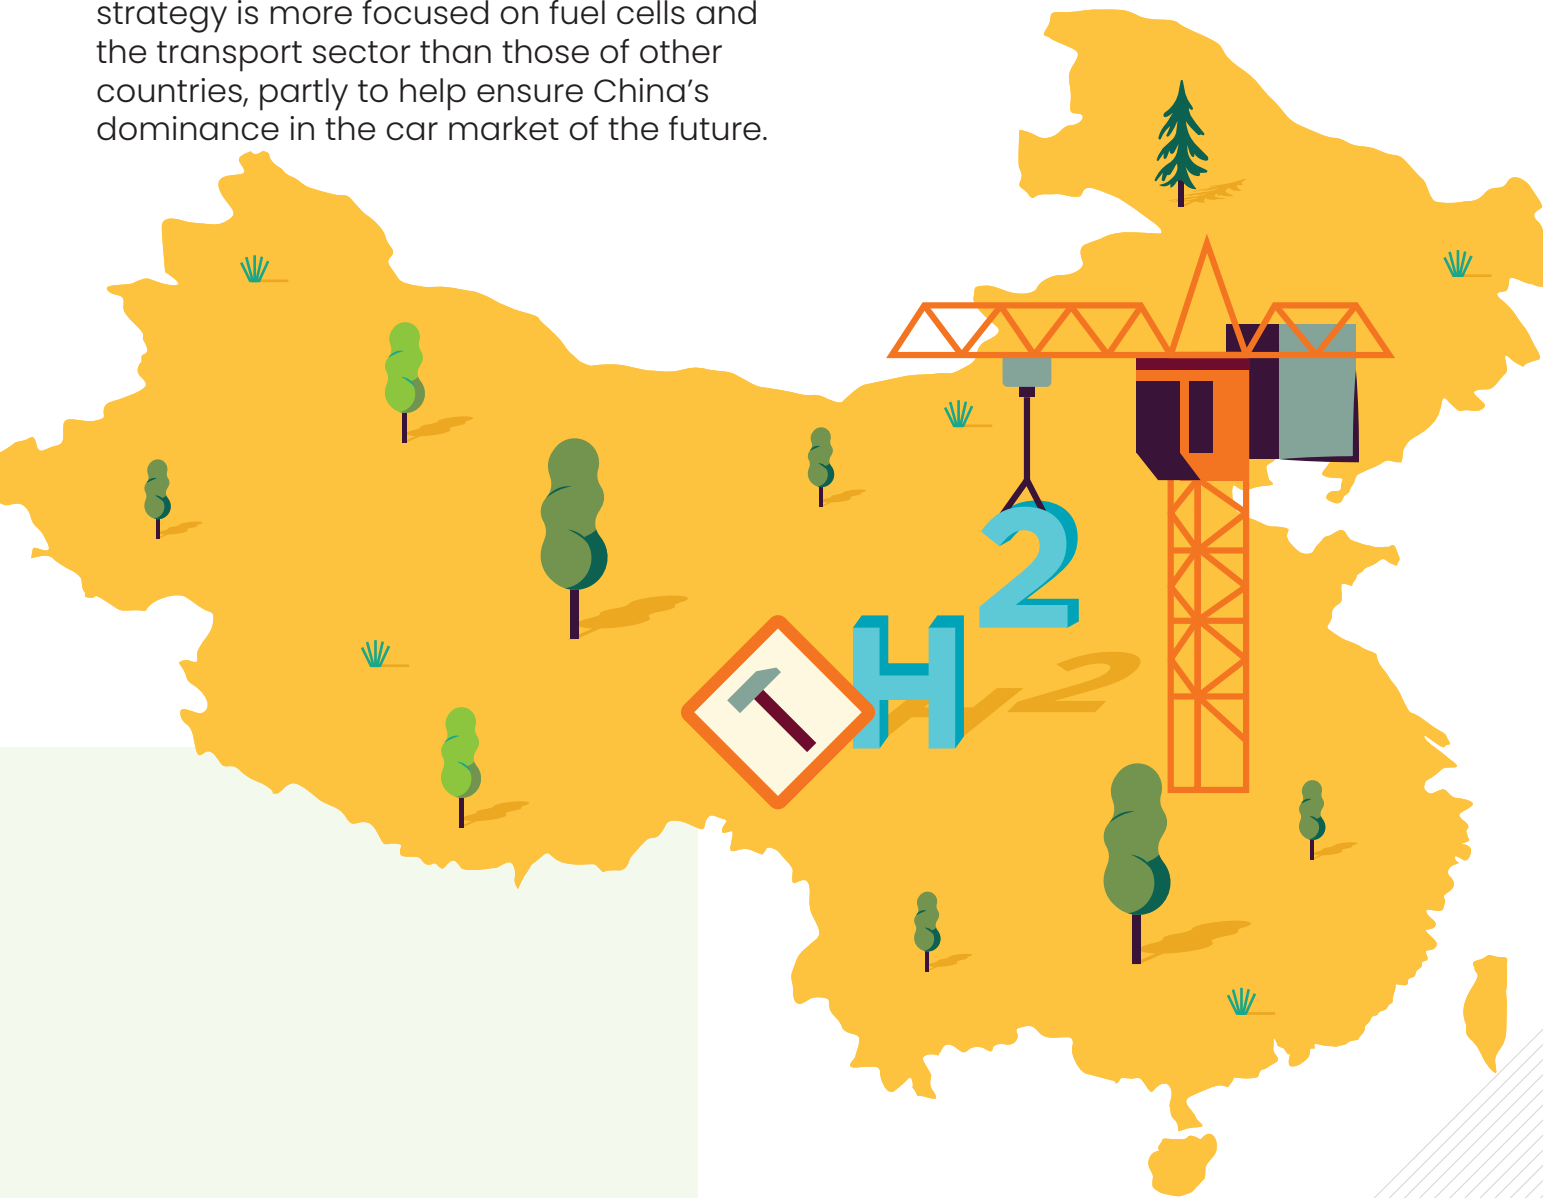 strategy is more focused on fuel cells and
the transport sector than those of other
countries, partly to help ensure China’s
dominance in the car market of the future.
H2